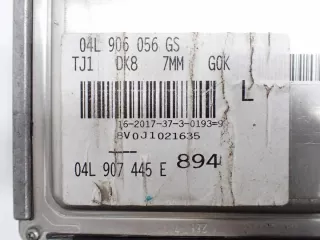 04L 906 056 GS
TJ1 DK8 7MM G0K
L
16-2017-37-3-0193=9
8V0J1021635
04L 907 445 E 894